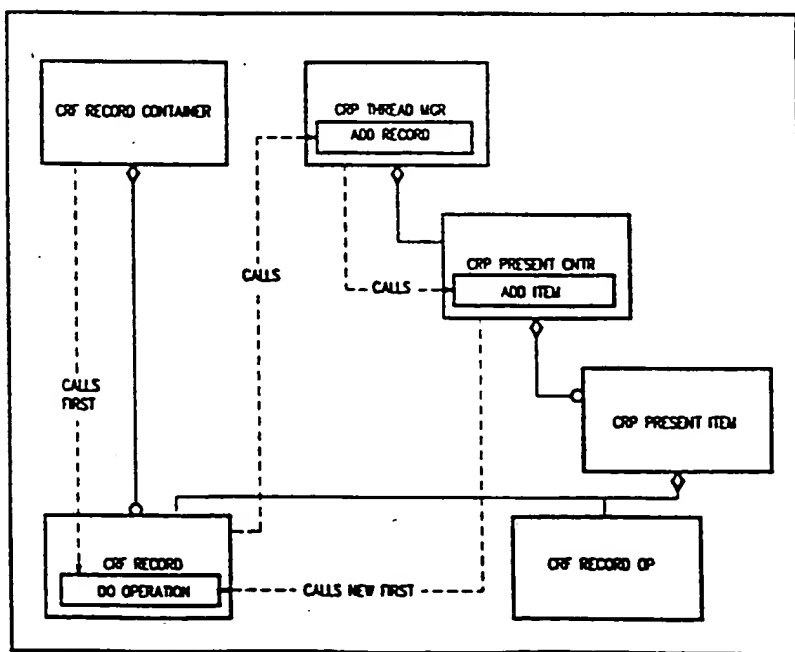 CRF RECORD CONTAINER
CRP THREAD MGR
ADD RECORD
CRP PRESENT CNTR
ADD ITEM
CALLS
CALLS
CALLS
FIRST
CRP PRESENT ITEM
CRF RECORD
DO OPERATION
CALLS NEW FIRST
CRF RECORD OP